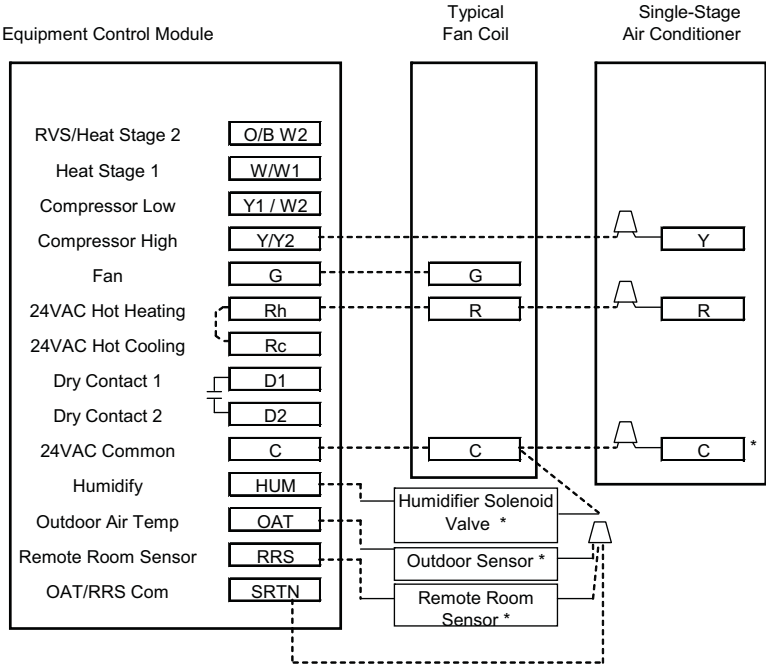 Equipment Control Module
Typical
Fan Coil
Single-Stage
Air Conditioner
RVS/Heat Stage 2 O/B W2
Heat Stage 1 W/W1
Compressor Low Y1 / W2
Compressor High Y/Y2 Y
Fan G G
24VAC Hot Heating Rh R R
24VAC Hot Cooling Rc
Dry Contact 1 D1
Dry Contact 2 D2
24VAC Common C C C *
Humidify HUM
Humidifier Solenoid
Valve *
Outdoor Air Temp OAT
Outdoor Sensor *
Remote Room Sensor RRS
Remote Room
Sensor *
OAT/RRS Com SRTN